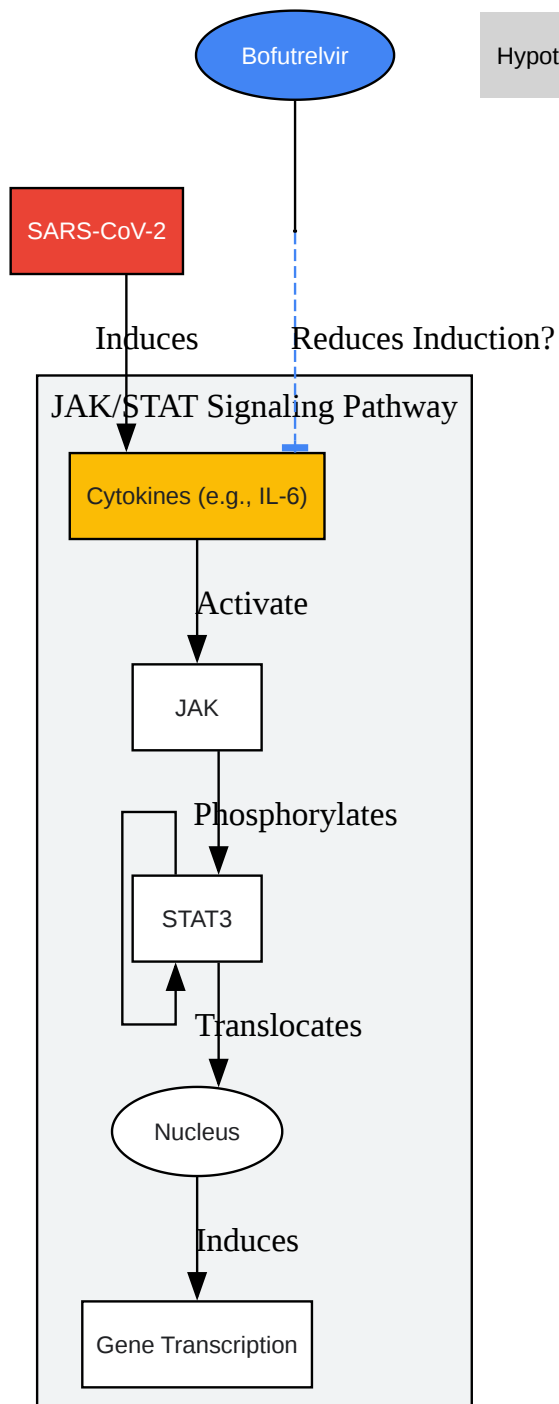 Bofutrelvir
Hypot
SARS-CoV-2
Induces
Reduces Induction?
JAK/STAT Signaling Pathway
Cytokines (e.g., IL-6)
Activate
JAK
Phosphorylates
STAT3
Translocates
Nucleus
Induces
Gene Transcription